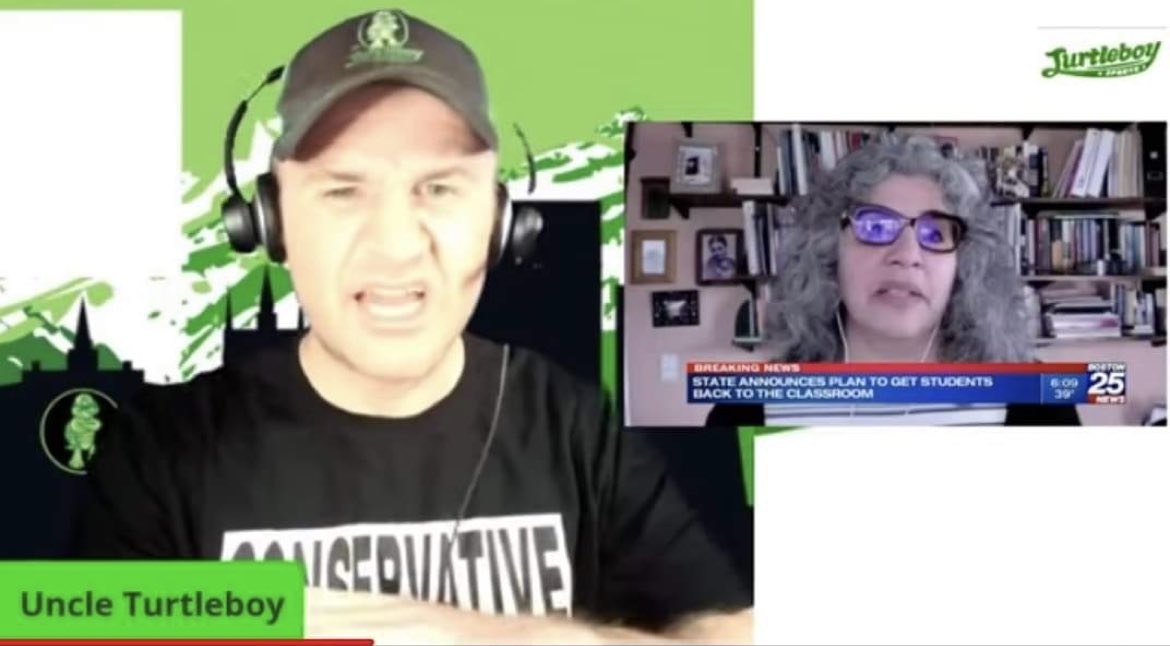 Turtleboy
SPORTS
BREAKING NEWS
STATE ANNOUNCES PLAN TO GET STUDENTS
BACK TO THE CLASSROOM
6:09
39°
BOSTON
25
NEWS
CONSERVATIVE
Uncle Turtleboy